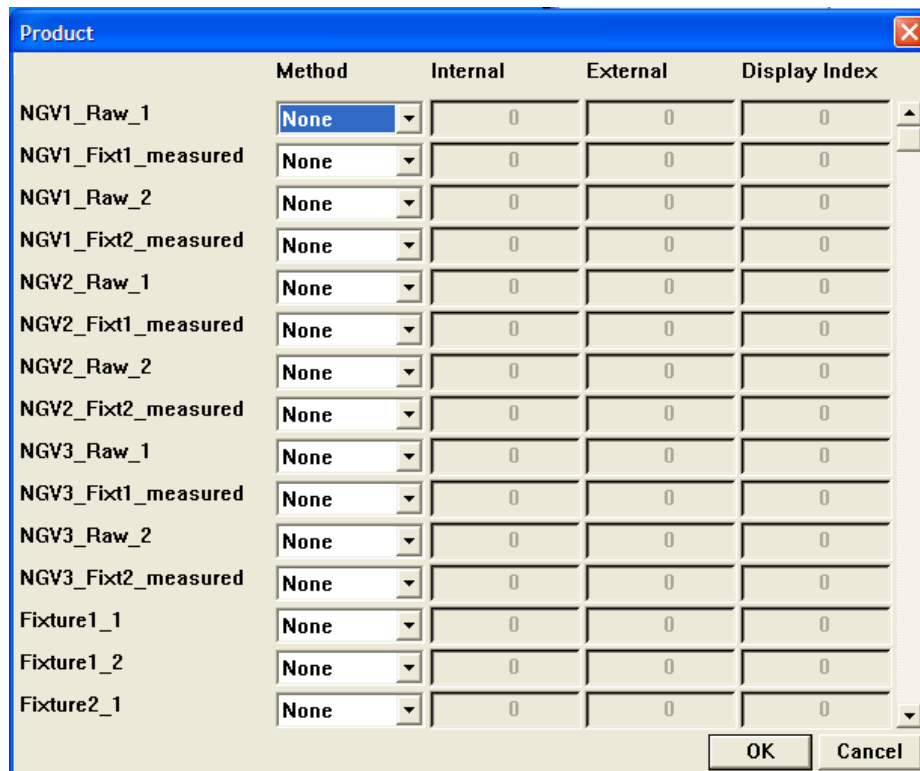 Product
Method Internal External Display Index
NGV1_Raw_1 None 0 0 0
NGV1_Fixt1_measured None 0 0 0
NGV1_Raw_2 None 0 0 0
NGV1_Fixt2_measured None 0 0 0
NGV2_Raw_1 None 0 0 0
NGV2_Fixt1_measured None 0 0 0
NGV2_Raw_2 None 0 0 0
NGV2_Fixt2_measured None 0 0 0
NGV3_Raw_1 None 0 0 0
NGV3_Fixt1_measured None 0 0 0
NGV3_Raw_2 None 0 0 0
NGV3_Fixt2_measured None 0 0 0
Fixture1_1 None 0 0 0
Fixture1_2 None 0 0 0
Fixture2_1 None 0 0 0
OK Cancel